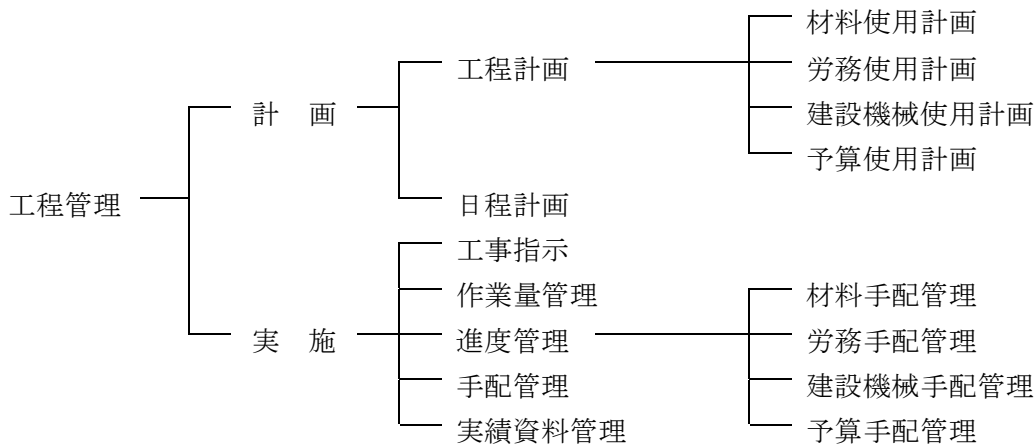 工程管理
計　画
工程計画
材料使用計画
労務使用計画
建設機械使用計画
予算使用計画
日程計画
実　施
工事指示
作業量管理
進度管理
材料手配管理
労務手配管理
建設機械手配管理
予算手配管理
手配管理
実績資料管理